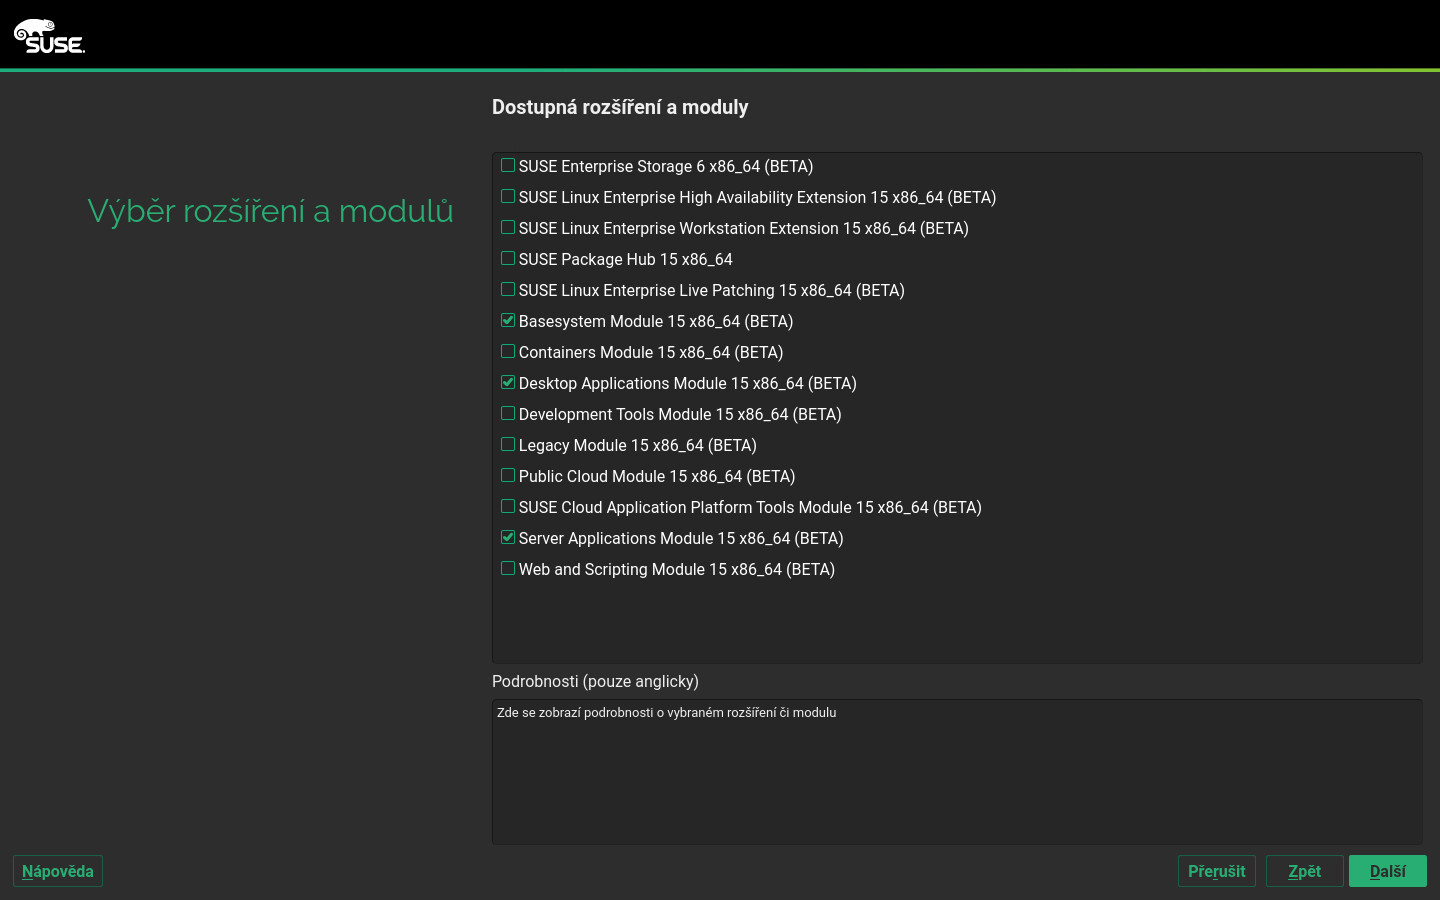 SUSE
Dostupná rozšíření a moduly
Výběr rozšíření a modulů
SUSE Enterprise Storage 6 x86_64 (BETA)
SUSE Linux Enterprise High Availability Extension 15 x86_64 (BETA)
SUSE Linux Enterprise Workstation Extension 15 x86_64 (BETA)
SUSE Package Hub 15 x86_64
SUSE Linux Enterprise Live Patching 15 x86_64 (BETA)
Basesystem Module 15 x86_64 (BETA)
Containers Module 15 x86_64 (BETA)
Desktop Applications Module 15 x86_64 (BETA)
Development Tools Module 15 x86_64 (BETA)
Legacy Module 15 x86_64 (BETA)
Public Cloud Module 15 x86_64 (BETA)
SUSE Cloud Application Platform Tools Module 15 x86_64 (BETA)
Server Applications Module 15 x86_64 (BETA)
Web and Scripting Module 15 x86_64 (BETA)
Podrobnosti (pouze anglicky)
Zde se zobrazí podrobnosti o vybraném rozšíření či modulu
Nápověda
Přerušit
Zpět
Další